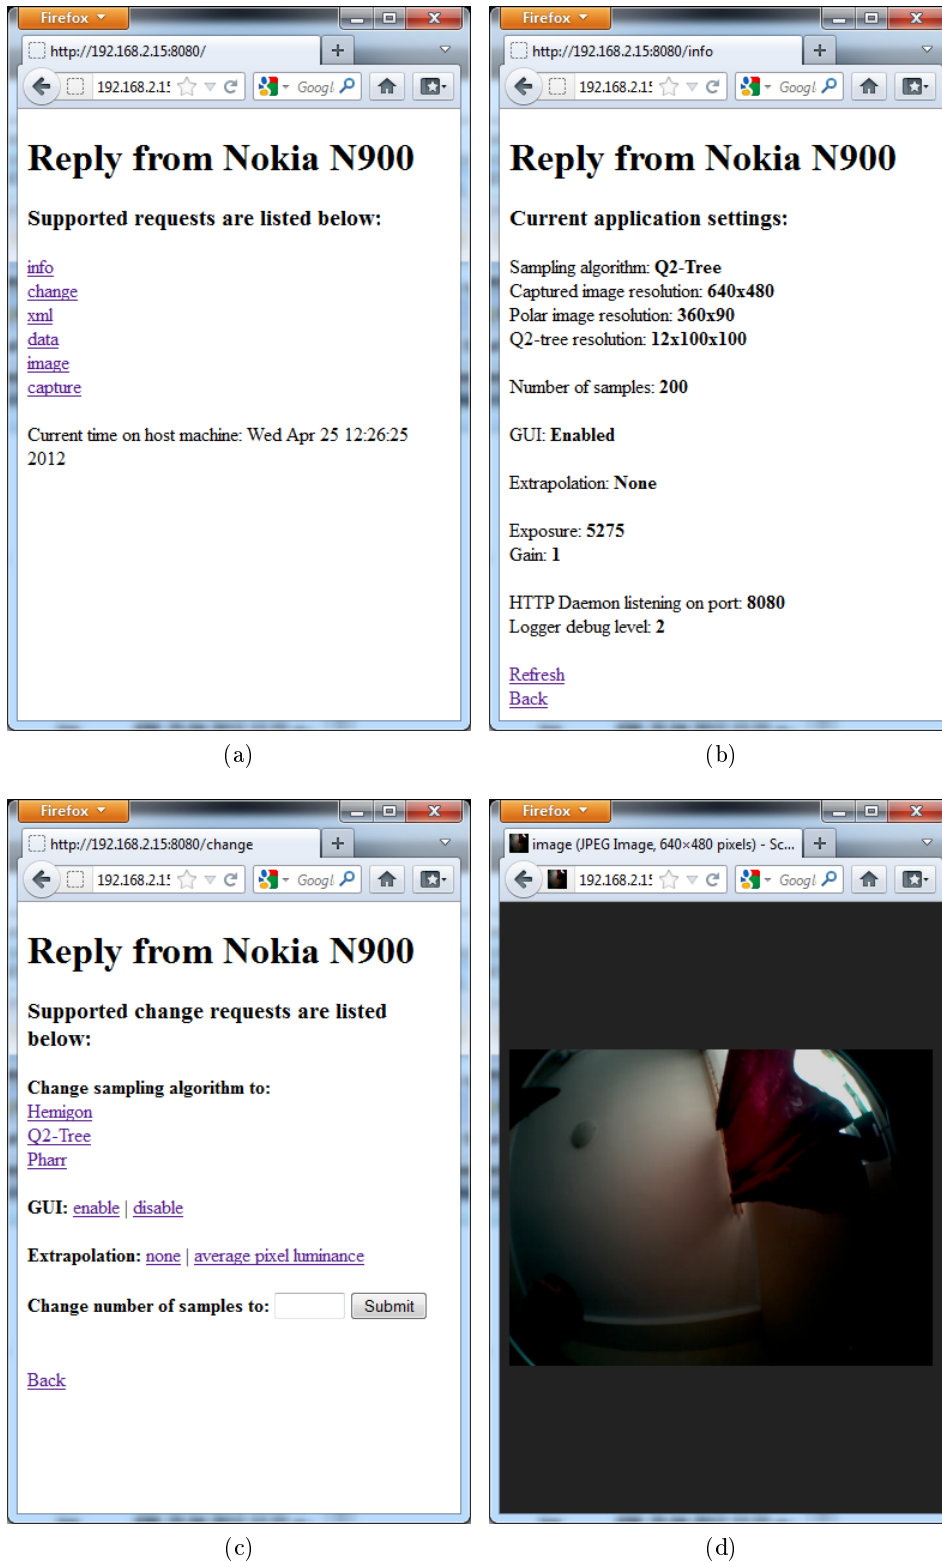 Firefox
http://192.168.2.15:8080/
192.168.2.1
Googl
Reply from Nokia N900
Supported requests are listed below:
info
change
xml
data
image
capture
Current time on host machine: Wed Apr 25 12:26:25
2012
(a)
Firefox
http://192.168.2.15:8080/info
192.168.2.1
Googl
Reply from Nokia N900
Current application settings:
Sampling algorithm: Q2-Tree
Captured image resolution: 640x480
Polar image resolution: 360x90
Q2-tree resolution: 12x100x100
Number of samples: 200
GUI: Enabled
Extrapolation: None
Exposure: 5275
Gain: 1
HTTP Daemon listening on port: 8080
Logger debug level: 2
Refresh
Back
(b)
Firefox
http://192.168.2.15:8080/change
192.168.2.1
Googl
Reply from Nokia N900
Supported change requests are listed
below:
Change sampling algorithm to:
Hemigon
Q2-Tree
Pharr
GUI: enable | disable
Extrapolation: none | average pixel luminance
Change number of samples to: Submit
Back
(c)
Firefox
image (JPEG Image, 640×480 pixels) - Sc...
192.168.2.1
Googl
(d)